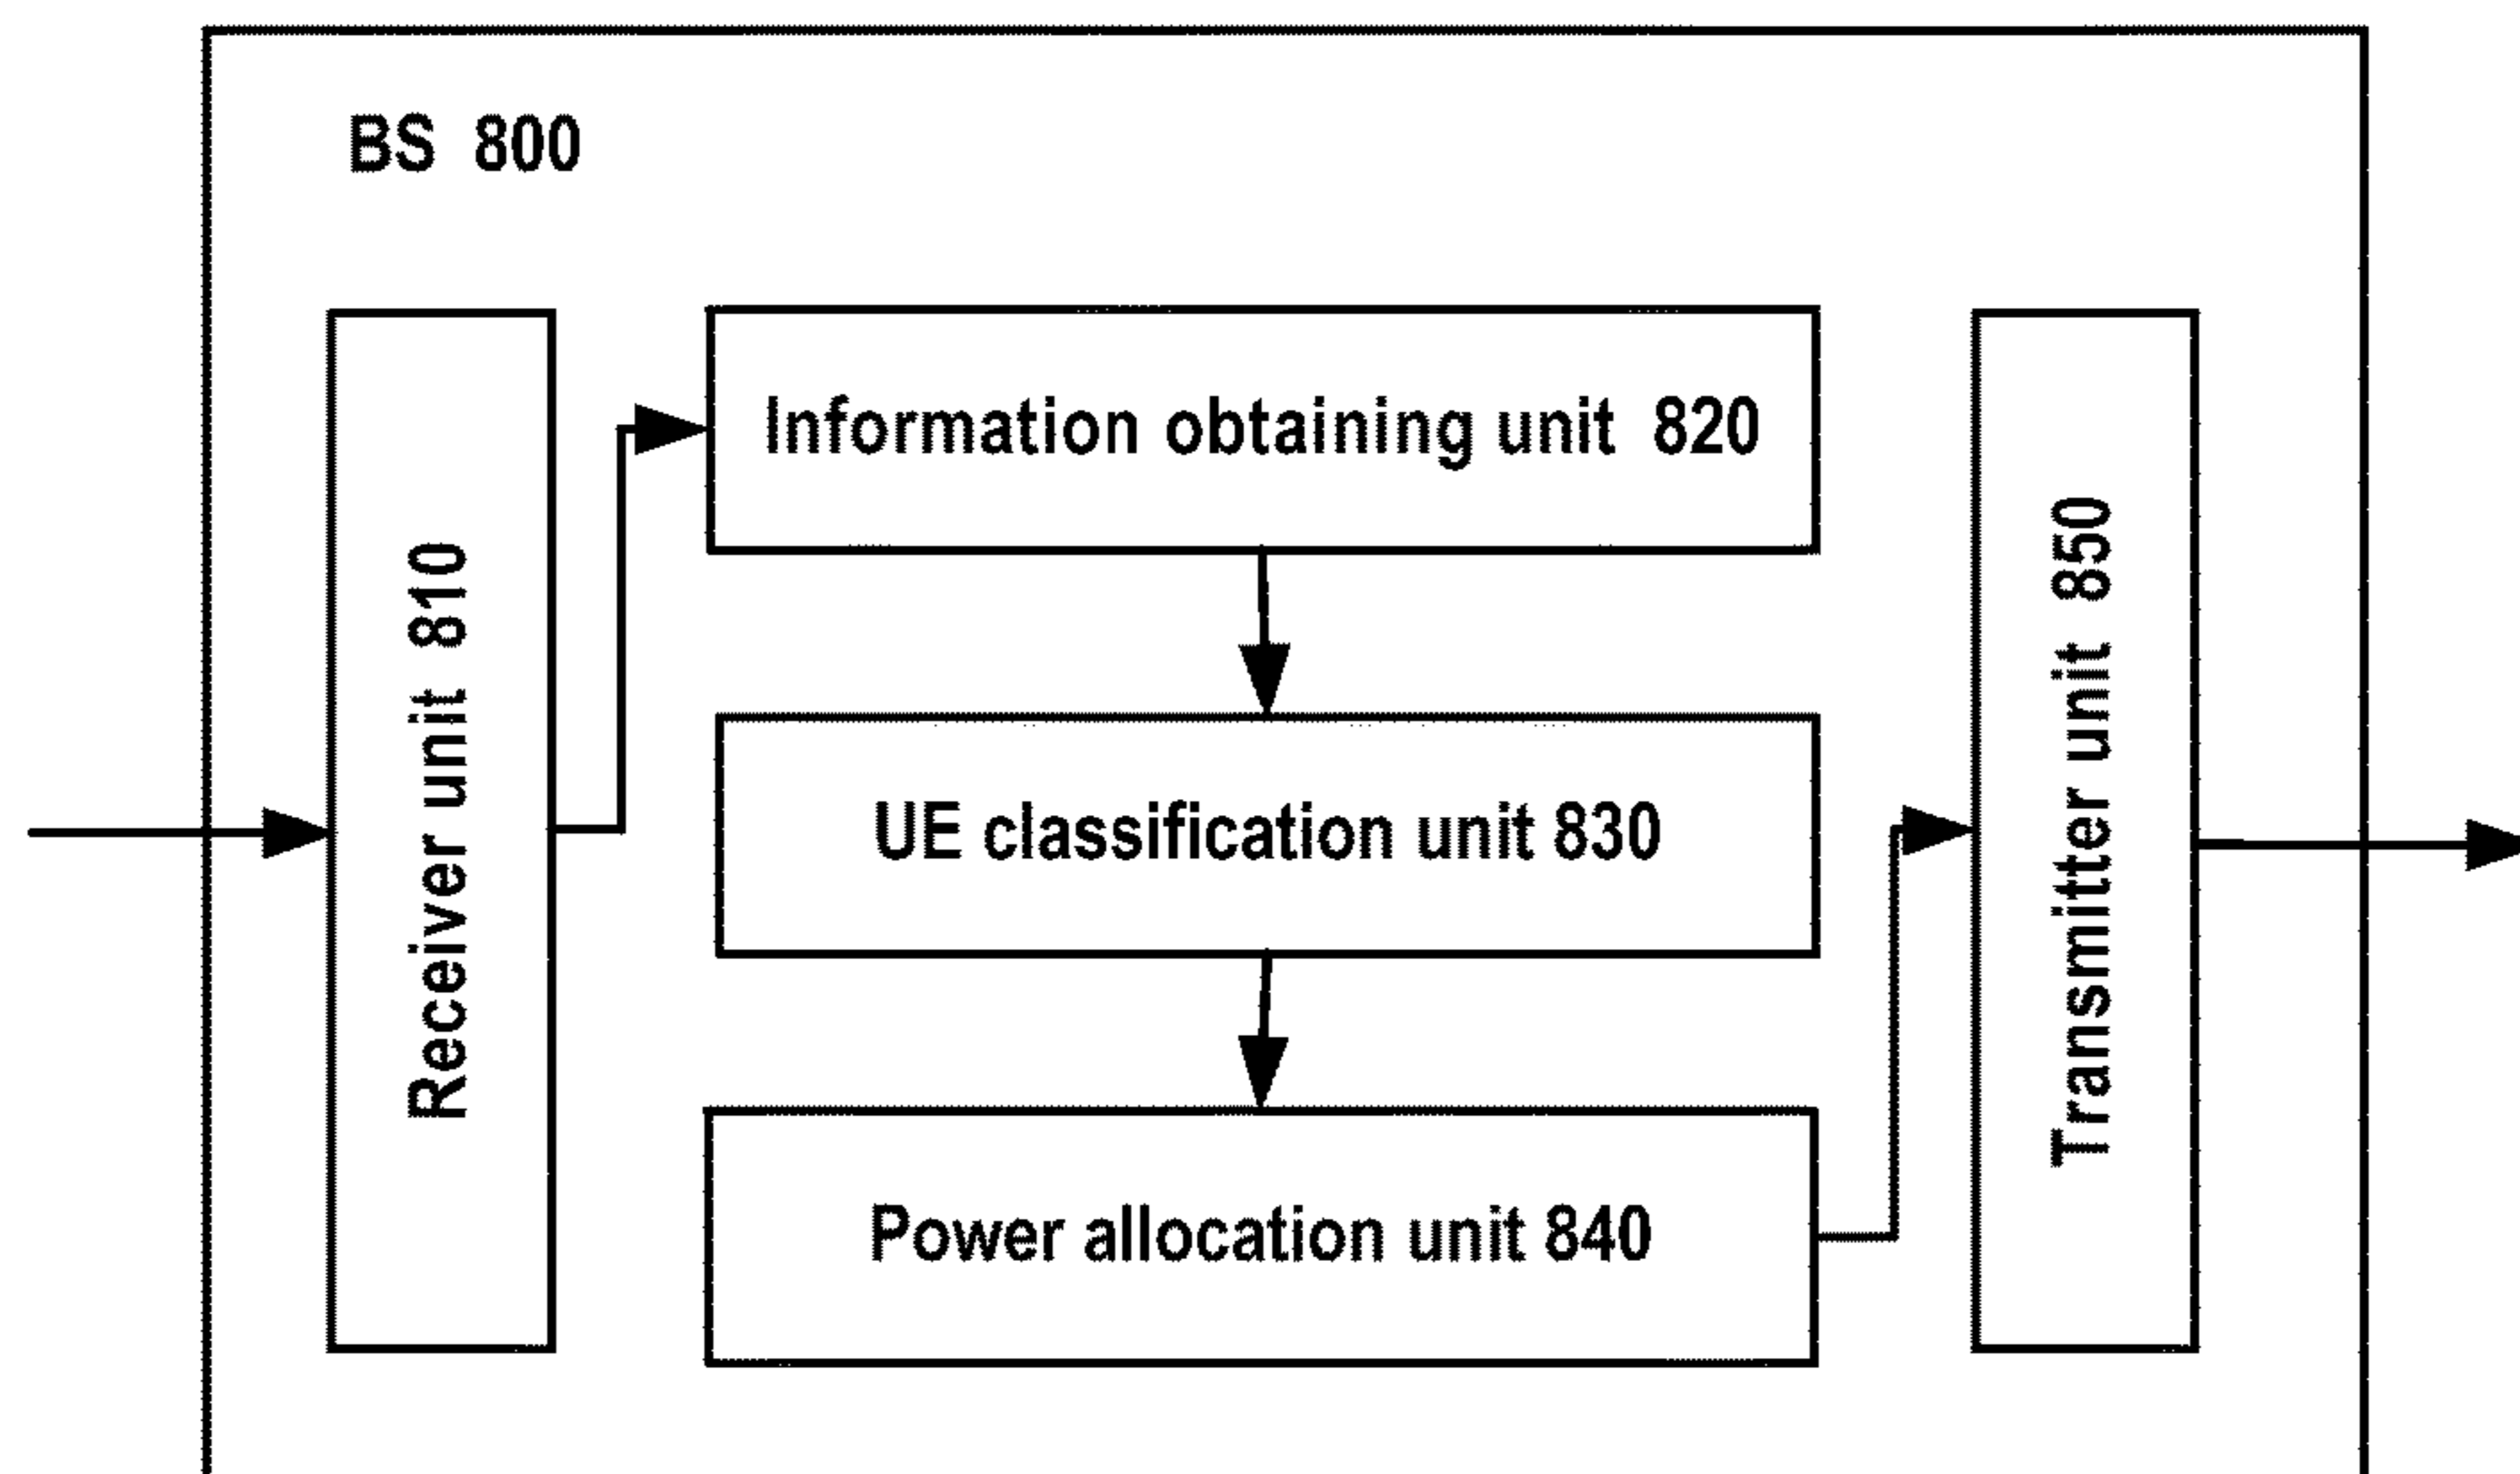 BS 800
Receiver unit 810
Information obtaining unit 820
UE classification unit 830
Power allocation unit 840
Transmitter unit 850